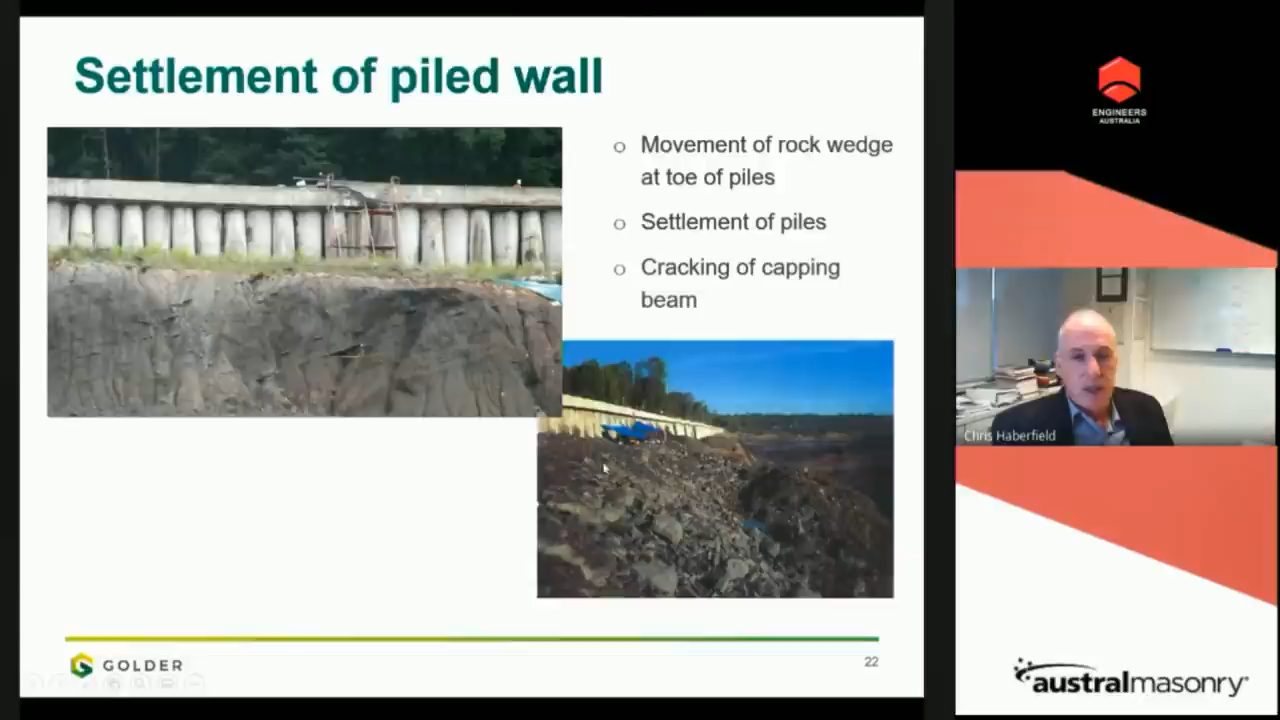 Settlement of piled wall
o Movement of rock wedge
at toe of piles
o Settlement of piles
o Cracking of capping
beam
GOLDER
22
ENGINEERS
AUSTRALIA
Chris Haberfield
australmasonry